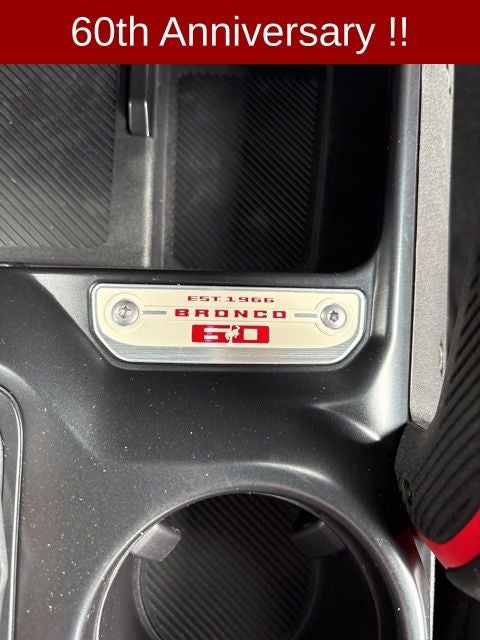 60th Anniversary !!
EST. 1966
BRONCO
60